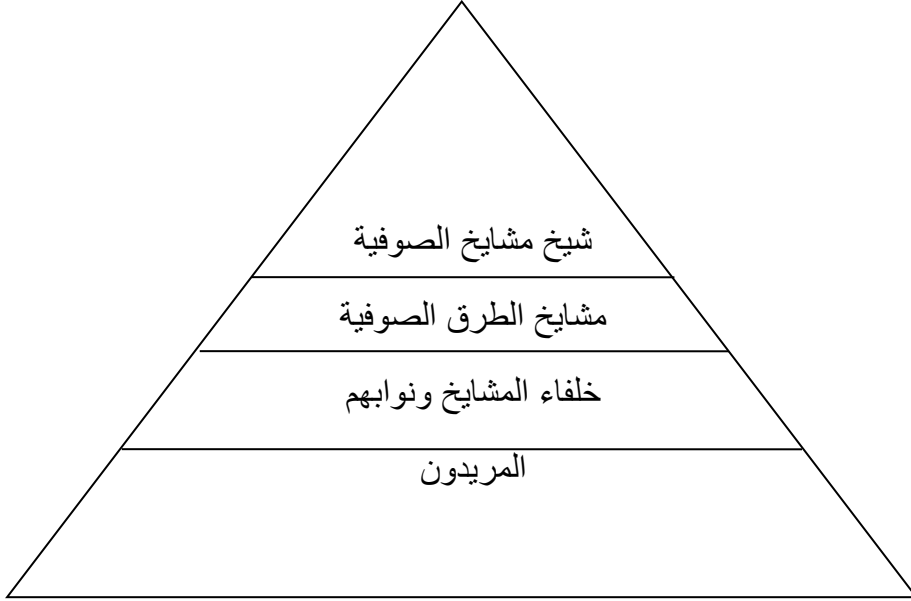 شيخ مشايخ الصوفية
مشايخ الطرق الصوفية
خلفاء المشايخ ونوابهم
المريدون